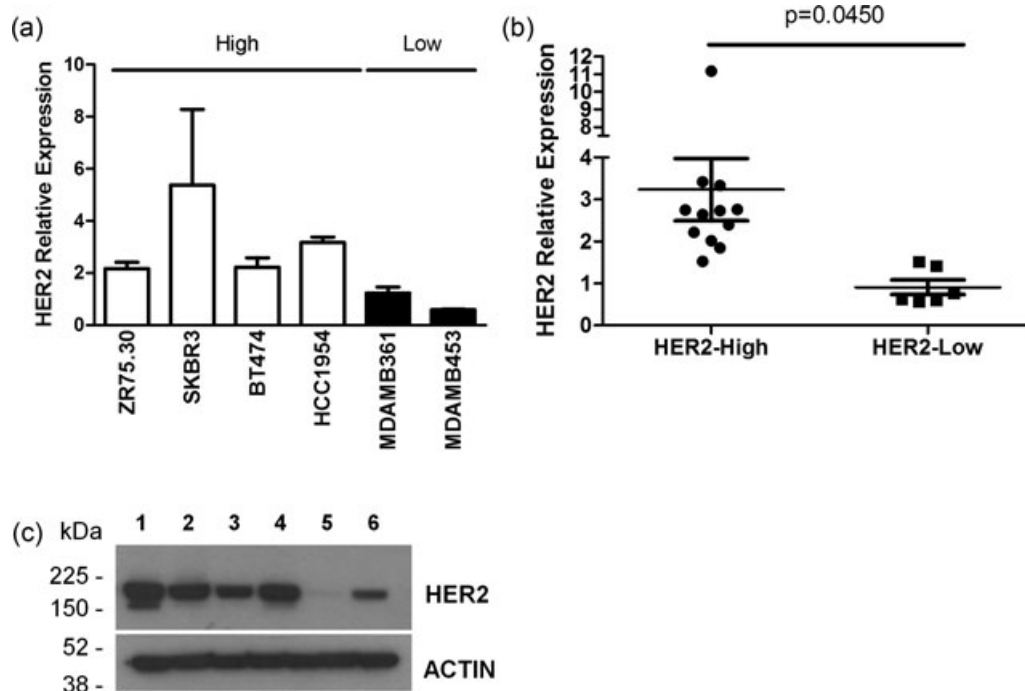 (a)
High
Low
HER2 Relative Expression
10
8
6
4
2
0
ZR75.30
SKBR3
BT474
HCC1954
MDAMB361
MDAMB453
(b)
p=0.0450
HER2 Relative Expression
12
11
10
9
8
4
3
2
1
0
HER2-High
HER2-Low
(c)
kDa
1 2 3 4 5 6
225 -
150 -
HER2
52 -
38 -
ACTIN